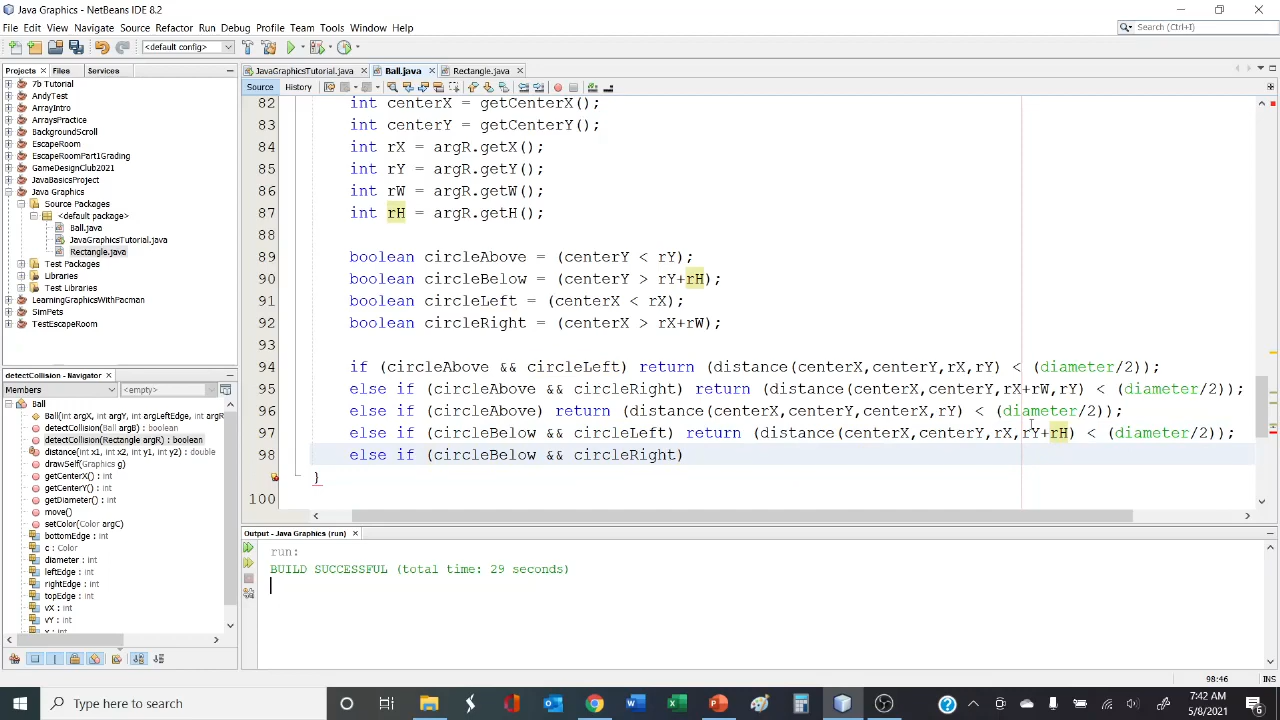 Java Graphics - NetBeans IDE 8.2
File Edit View Navigate Source Refactor Run Debug Profile Team Tools Window Help
Search (Ctrl+I)
<default config>
Projects Files Services
JavaGraphicsTutorial.java Ball.java Rectangle.java
Source History
7b Tutorial
AndyTest
ArrayIntro
ArraysPractice
BackgroundScroll
EscapeRoom
EscapeRoomPart1Grading
GameDesignClub2021
JavaBasicsProject
Java Graphics
Source Packages
<default package>
Ball.java
JavaGraphicsTutorial.java
Rectangle.java
Test Packages
Libraries
Test Libraries
LearningGraphicsWithPacman
SimPets
TestEscapeRoom
82 int centerX = getCenterX();
83 int centerY = getCenterY();
84 int rX = argR.getX();
85 int rY = argR.getY();
86 int rW = argR.getW();
87 int rH = argR.getH();
88
89 boolean circleAbove = (centerY < rY);
90 boolean circleBelow = (centerY > rY+rH);
91 boolean circleLeft = (centerX < rX);
92 boolean circleRight = (centerX > rX+rW);
93
94 if (circleAbove && circleLeft) return (distance(centerX,centerY,rX,rY) < (diameter/2));
95 else if (circleAbove && circleRight) return (distance(centerX,centerY,rX+rW,rY) < (diameter/2));
96 else if (circleAbove) return (distance(centerX,centerY,centerX,rY) < (diameter/2));
97 else if (circleBelow && circleLeft) return (distance(centerX,centerY,rX,rY+rH) < (diameter/2));
98 else if (circleBelow && circleRight)
}
100
detectCollision - Navigator
Members <empty>
Ball
Ball(int argX, int argY, int argLeftEdge, int argR
detectCollision(Ball argB) : boolean
detectCollision(Rectangle argR) : boolean
distance(int x1, int x2, int y1, int y2) : double
drawSelf(Graphics g)
getCenterX() : int
getCenterY() : int
getDiameter() : int
move()
setColor(Color argC)
bottomEdge : int
c : Color
diameter : int
leftEdge : int
rightEdge : int
topEdge : int
vX : int
vY : int
Output - Java Graphics (run)
run:
BUILD SUCCESSFUL (total time: 29 seconds)
98:46 INS
Type here to search
7:42 AM
5/8/2021